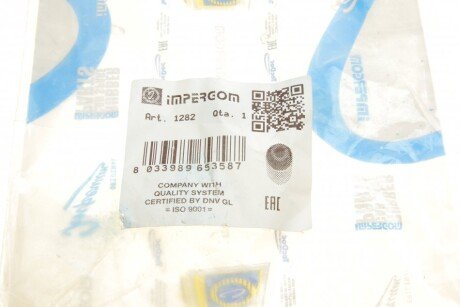 IMPERGOM
Art. 1282 Qta. 1
8 033989 653587
COMPANY WITH
QUALITY SYSTEM
CERTIFIED BY DNV GL
= ISO 9001 =
EAC